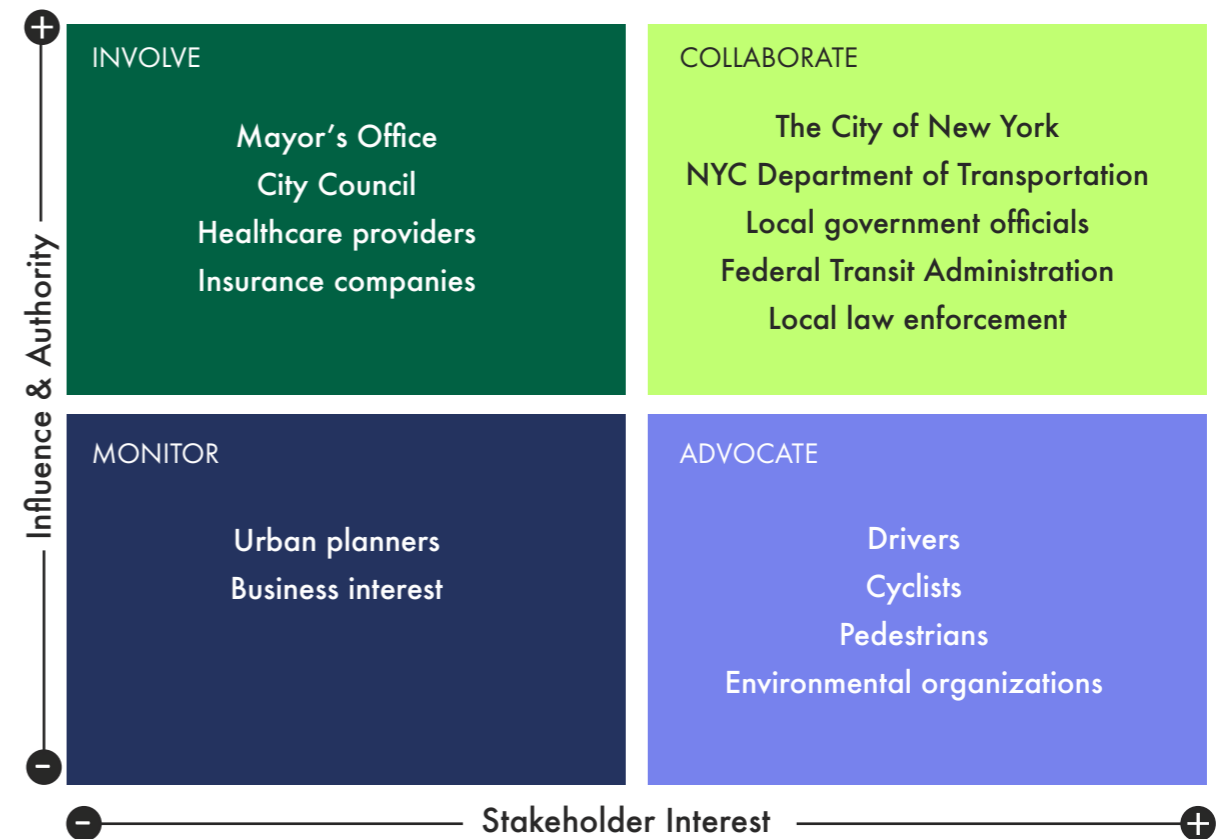 +
INVOLVE
Mayor’s Office
City Council
Healthcare providers
Insurance companies
COLLABORATE
The City of New York
NYC Department of Transportation
Local government officials
Federal Transit Administration
Local law enforcement
Influence & Authority
MONITOR
Urban planners
Business interest
ADVOCATE
Drivers
Cyclists
Pedestrians
Environmental organizations
-
-
Stakeholder Interest
+